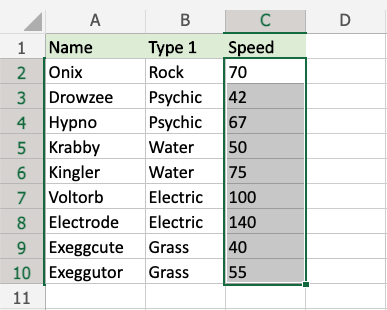 A B C D
1 Name Type 1 Speed
2 Onix Rock 70
3 Drowzee Psychic 42
4 Hypno Psychic 67
5 Krabby Water 50
6 Kingler Water 75
7 Voltorb Electric 100
8 Electrode Electric 140
9 Exeggcute Grass 40
10 Exeggutor Grass 55
11